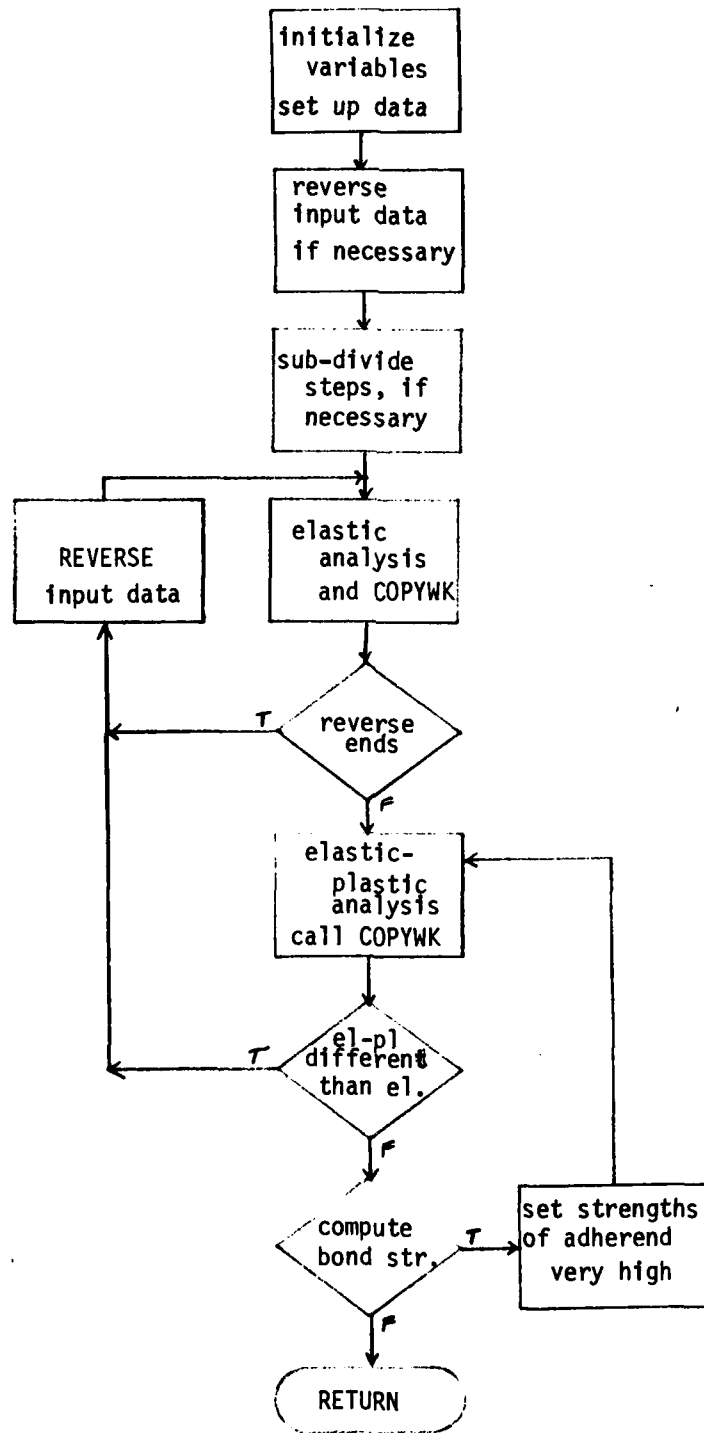 initialize
variables
set up data
reverse
input data
if necessary
sub-divide
steps, if
necessary
REVERSE
input data
elastic
analysis
and COPYWK
T
reverse
ends
F
elastic-
plastic
analysis
call COPYWK
T
el-pl
different
than el.
F
compute
bond str.
T
set strengths
of adherend
very high
F
RETURN